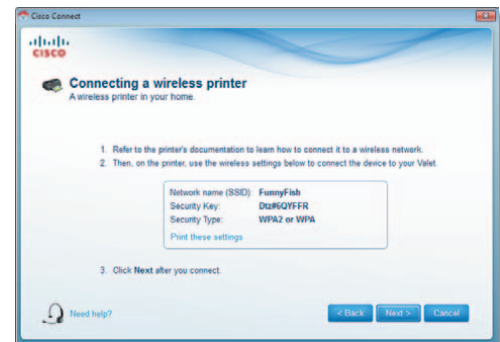 Cisco Connect
CISCO
Connecting a wireless printer
A wireless printer in your home.
1. Refer to the printer's documentation to learn how to connect it to a wireless network.
2. Then, on the printer, use the wireless settings below to connect the device to your Valet.
Network name (SSID): FunnyFish
Security Key: Dtz#6QYFFR
Security Type: WPA2 or WPA
Print these settings
3. Click Next after you connect.
Need help?
< Back Next > Cancel